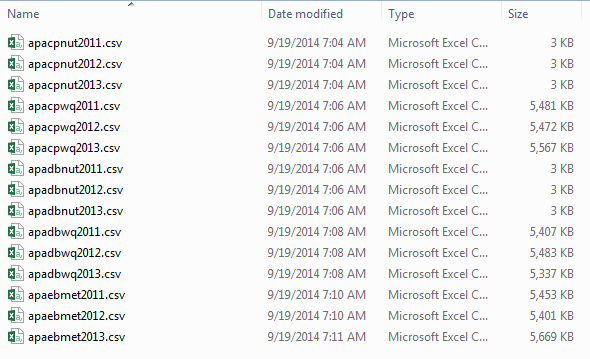 Name Date modified Type Size
apacpnut2011.csv 9/19/2014 7:04 AM Microsoft Excel C... 3 KB
apacpnut2012.csv 9/19/2014 7:04 AM Microsoft Excel C... 3 KB
apacpnut2013.csv 9/19/2014 7:04 AM Microsoft Excel C... 3 KB
apacpwq2011.csv 9/19/2014 7:06 AM Microsoft Excel C... 5,481 KB
apacpwq2012.csv 9/19/2014 7:06 AM Microsoft Excel C... 5,472 KB
apacpwq2013.csv 9/19/2014 7:06 AM Microsoft Excel C... 5,567 KB
apadbnut2011.csv 9/19/2014 7:06 AM Microsoft Excel C... 3 KB
apadbnut2012.csv 9/19/2014 7:06 AM Microsoft Excel C... 3 KB
apadbnut2013.csv 9/19/2014 7:06 AM Microsoft Excel C... 3 KB
apadbwq2011.csv 9/19/2014 7:08 AM Microsoft Excel C... 5,407 KB
apadbwq2012.csv 9/19/2014 7:08 AM Microsoft Excel C... 5,483 KB
apadbwq2013.csv 9/19/2014 7:08 AM Microsoft Excel C... 5,337 KB
apaebmet2011.csv 9/19/2014 7:10 AM Microsoft Excel C... 5,453 KB
apaebmet2012.csv 9/19/2014 7:10 AM Microsoft Excel C... 5,401 KB
apaebmet2013.csv 9/19/2014 7:11 AM Microsoft Excel C... 5,669 KB